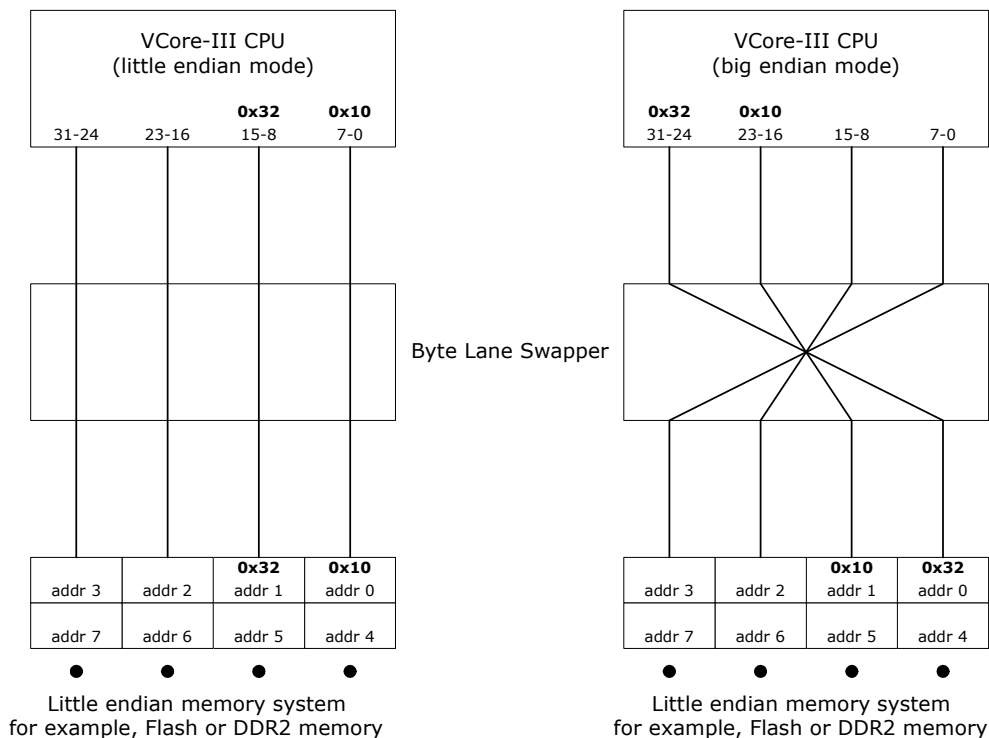 VCore-III CPU
(little endian mode)
0x32 0x10
31-24 23-16 15-8 7-0
VCore-III CPU
(big endian mode)
0x32 0x10
31-24 23-16 15-8 7-0
Byte Lane Swapper
0x32 0x10
addr 3 addr 2 addr 1 addr 0
addr 7 addr 6 addr 5 addr 4
Little endian memory system
for example, Flash or DDR2 memory
0x10 0x32
addr 3 addr 2 addr 1 addr 0
addr 7 addr 6 addr 5 addr 4
Little endian memory system
for example, Flash or DDR2 memory